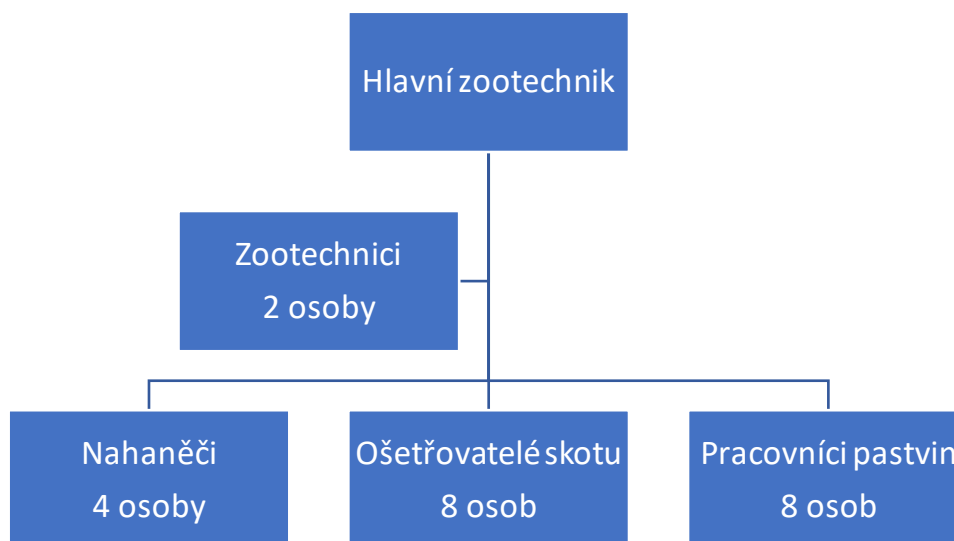 Hlavní zootechnik
Zootechnici
2 osoby
Nahaněči
4 osoby
Ošetřovatelé skotu
8 osob
Pracovníci pastvin
8 osob